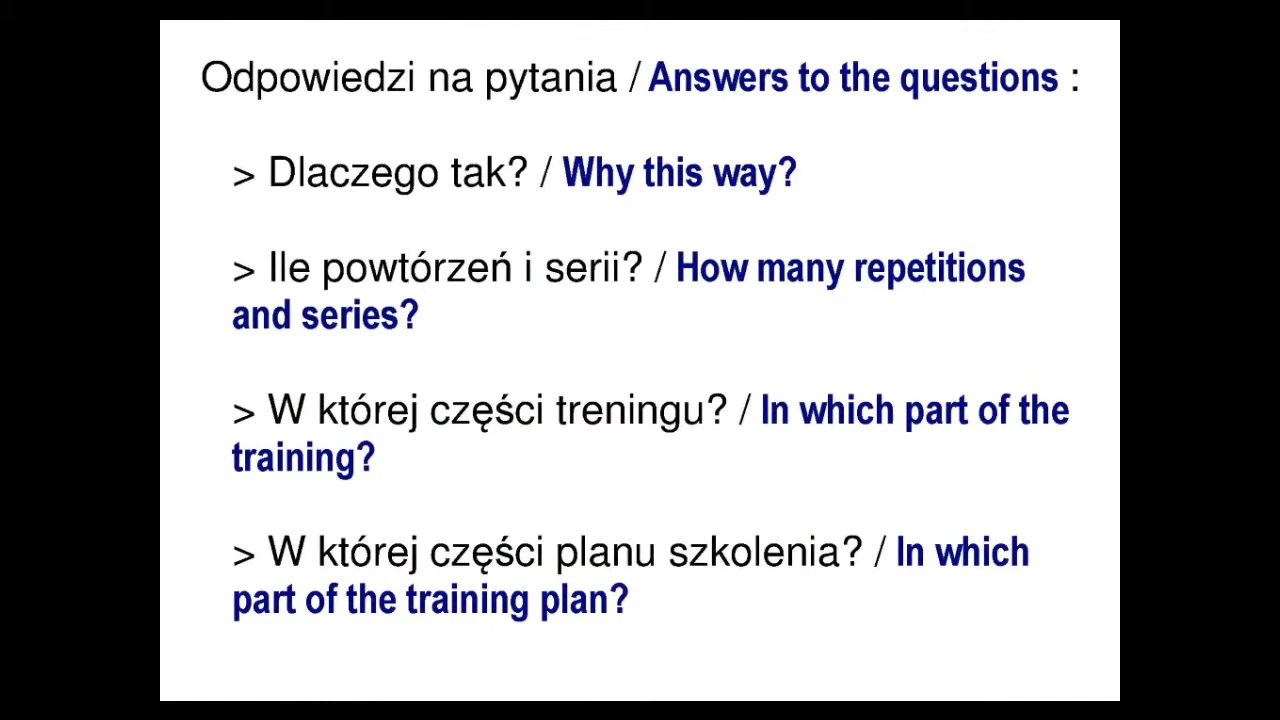 Odpowiedzi na pytania / Answers to the questions :
> Dlaczego tak? / Why this way?
> Ile powtórzeń i serii? / How many repetitions
and series?
> W której części treningu? / In which part of the
training?
> W której części planu szkolenia? / In which
part of the training plan?